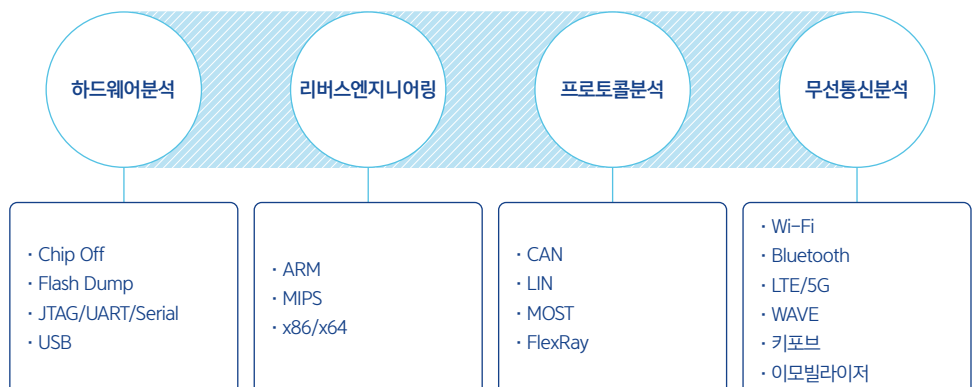 하드웨어분석
리버스엔지니어링
프로토콜분석
무선통신분석
· Chip Off
· Flash Dump
· JTAG/UART/Serial
· USB
· ARM
· MIPS
· x86/x64
· CAN
· LIN
· MOST
· FlexRay
· Wi-Fi
· Bluetooth
· LTE/5G
· WAVE
· 키포브
· 이모빌라이저